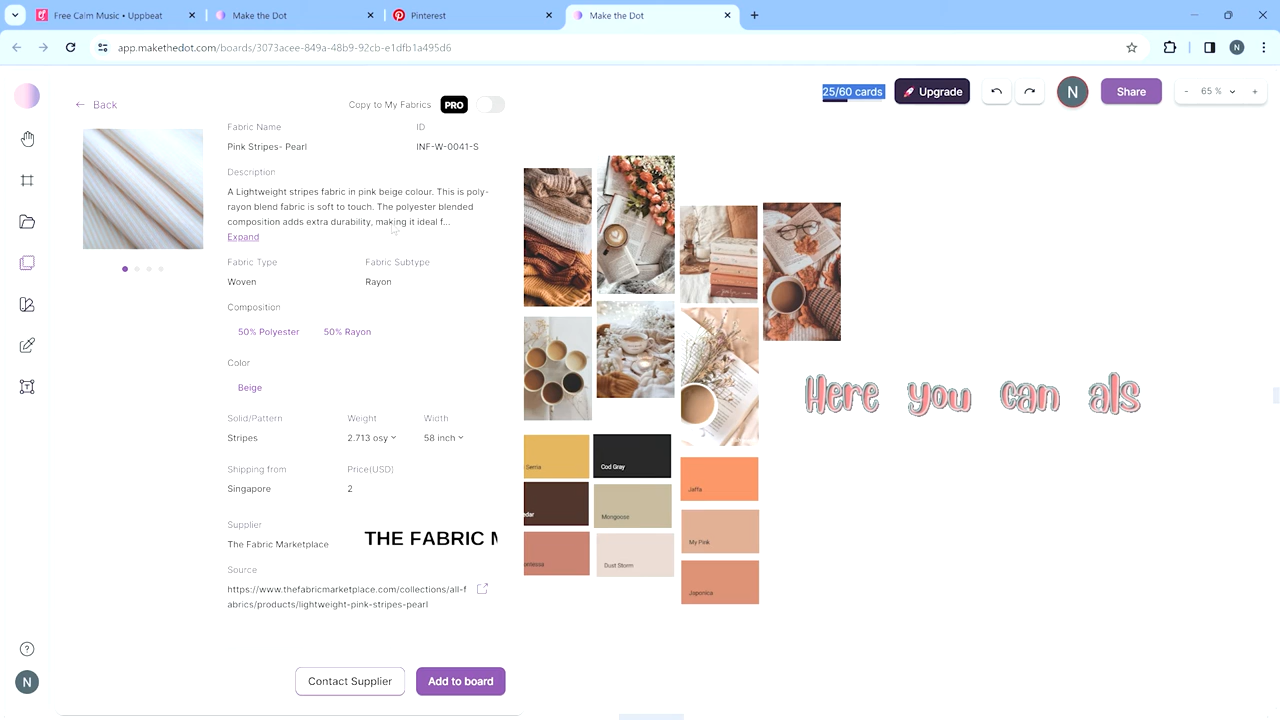 Free Calm Music • Uppbeat
Make the Dot
Pinterest
Make the Dot
app.makethedot.com/boards/3073acee-849a-48b9-92cb-e1dfb1a495d6
N
25/60 cards
Upgrade
N
Share
- 65 % +
Back
Copy to My Fabrics
PRO
Fabric Name
ID
Pink Stripes- Pearl
INF-W-0041-S
Description
A Lightweight stripes fabric in pink beige colour. This is poly-
rayon blend fabric is soft to touch. The polyester blended
composition adds extra durability, making it ideal f...
Expand
Fabric Type
Fabric Subtype
Woven
Rayon
Composition
50% Polyester
50% Rayon
Color
Beige
Solid/Pattern
Weight
Width
Stripes
2.713 osy
58 inch
Shipping from
Price(USD)
Singapore
2
Supplier
The Fabric Marketplace
THE FABRIC M
Source
https://www.thefabricmarketplace.com/collections/all-f
abrics/products/lightweight-pink-stripes-pearl
Contact Supplier
Add to board
N
Here you can als
Sienna
Cod Gray
Jaffa
edar
Mongoose
My Pink
Dust Storm
Japonica